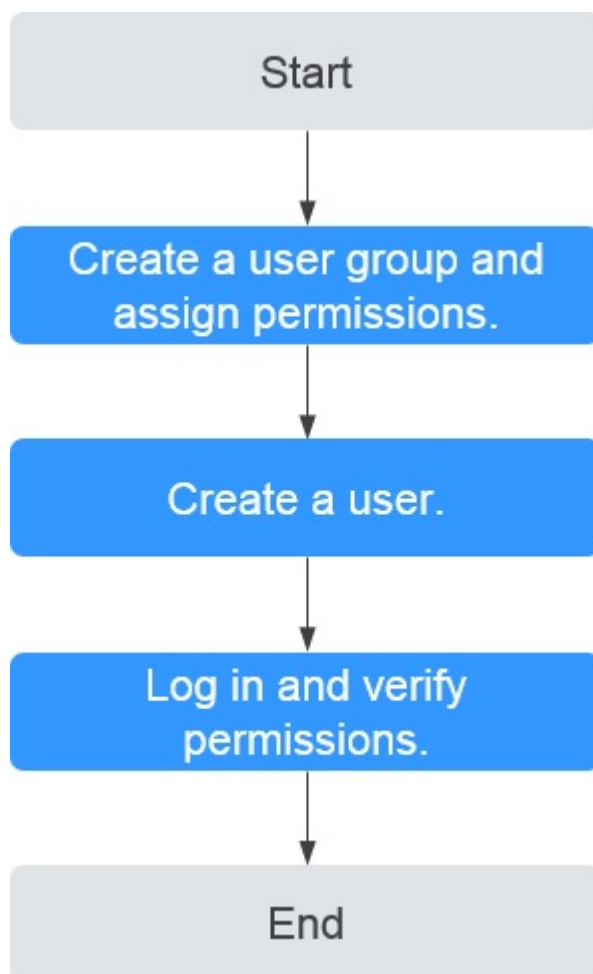 Start
Create a user group and
assign permissions.
Create a user.
Log in and verify
permissions.
End